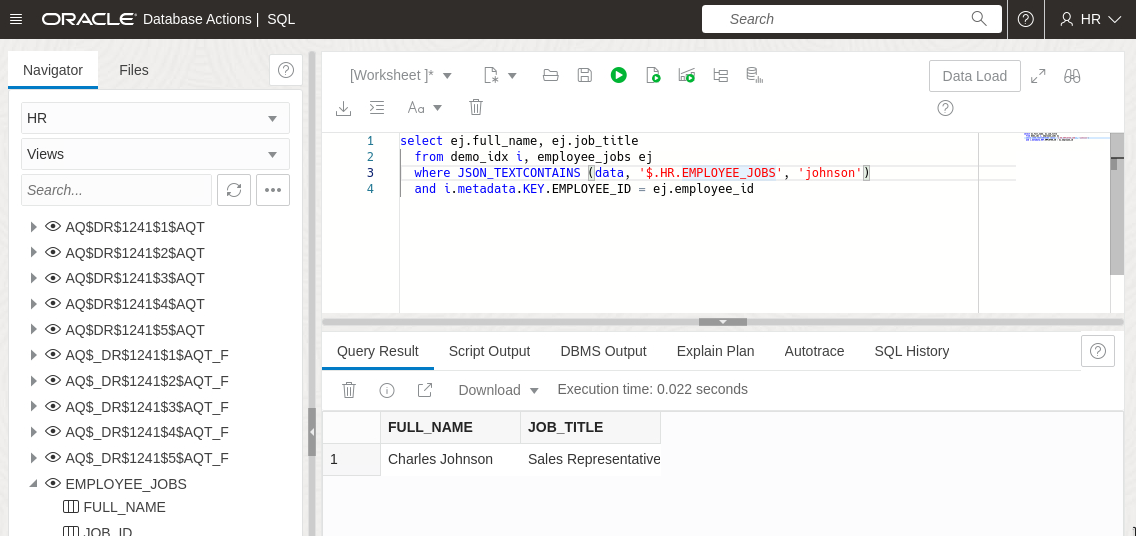 ORACLE Database Actions | SQL
Search
HR
Navigator
Files
[Worksheet ]*
Data Load
Aa
HR
Views
Search...
AQ$DR$1241$1$AQT
AQ$DR$1241$2$AQT
AQ$DR$1241$3$AQT
AQ$DR$1241$4$AQT
AQ$DR$1241$5$AQT
AQ$_DR$1241$1$AQT_F
AQ$_DR$1241$2$AQT_F
AQ$_DR$1241$3$AQT_F
AQ$_DR$1241$4$AQT_F
AQ$_DR$1241$5$AQT_F
EMPLOYEE_JOBS
FULL_NAME
JOB_ID
1 select ej.full_name, ej.job_title
2 from demo_idx i, employee_jobs ej
3 where JSON_TEXTCONTAINS (data, '$.HR.EMPLOYEE_JOBS', 'johnson')
4 and i.metadata.KEY.EMPLOYEE_ID = ej.employee_id
Query Result Script Output DBMS Output Explain Plan Autotrace SQL History
Download Execution time: 0.022 seconds
FULL_NAME JOB_TITLE
1 Charles Johnson Sales Representative